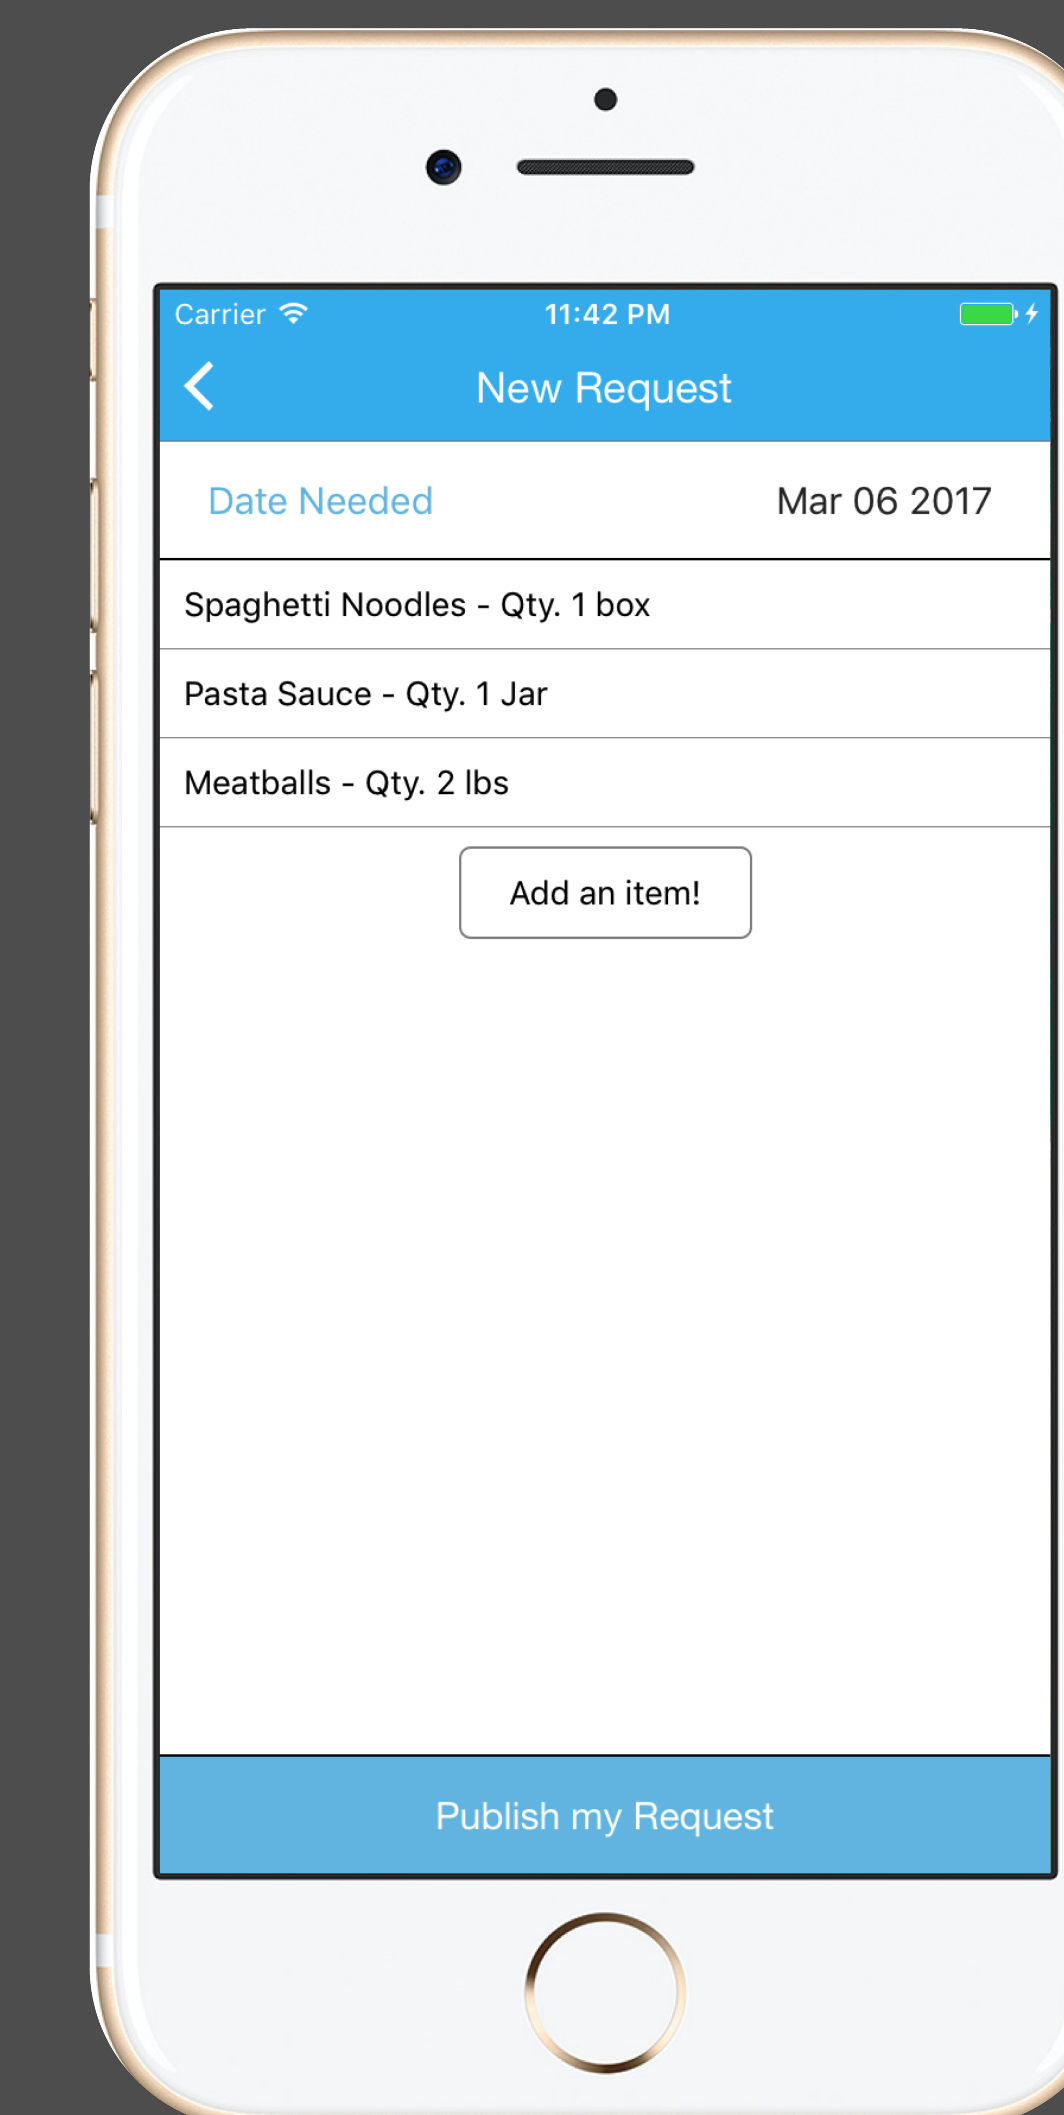 Carrier 11:42 PM
New Request
Date Needed Mar 06 2017
Spaghetti Noodles - Qty. 1 box
Pasta Sauce - Qty. 1 Jar
Meatballs - Qty. 2 lbs
Add an item!
Publish my Request